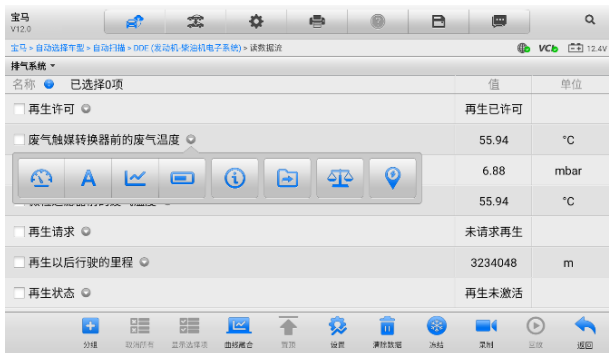 宝马
V12.0
宝马 > 自动选择车型 > 自动扫描 > DDE (发动机-柴油机电子系统) > 读数据流
VCI
12.4V
排气系统
名称 已选择0项 值 单位
再生许可 再生已许可
废气触媒转换器前的废气温度 55.94 °C
A
6.88 mbar
55.94 °C
再生请求 未请求再生
再生以后行驶的里程 3234048 m
再生状态 再生未激活
分组 取消所有 显示选择项 曲线融合 置顶 设置 清除数据 冻结 录制 回放 返回